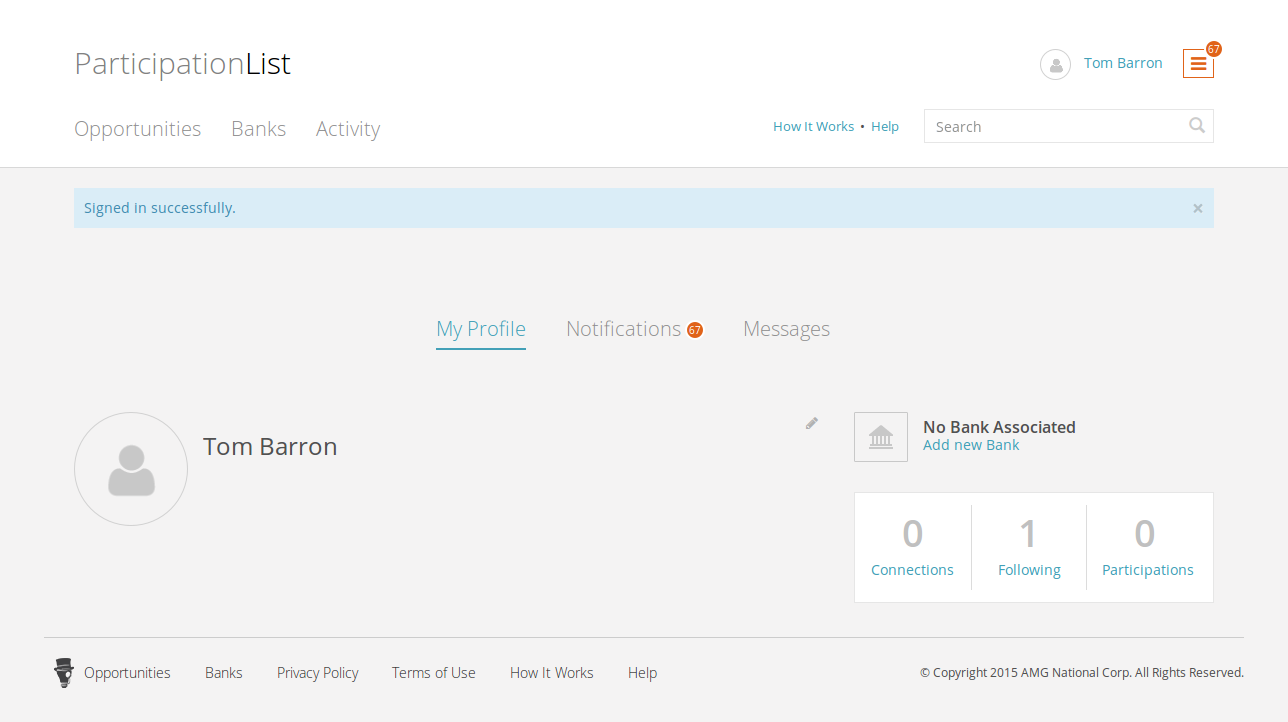 ParticipationList
Tom Barron
67
Opportunities Banks Activity
How It Works • Help
Search
Signed in successfully.
×
My Profile Notifications 67 Messages
Tom Barron
No Bank Associated
Add new Bank
0 1 0
Connections Following Participations
Opportunities Banks Privacy Policy Terms of Use How It Works Help
© Copyright 2015 AMG National Corp. All Rights Reserved.